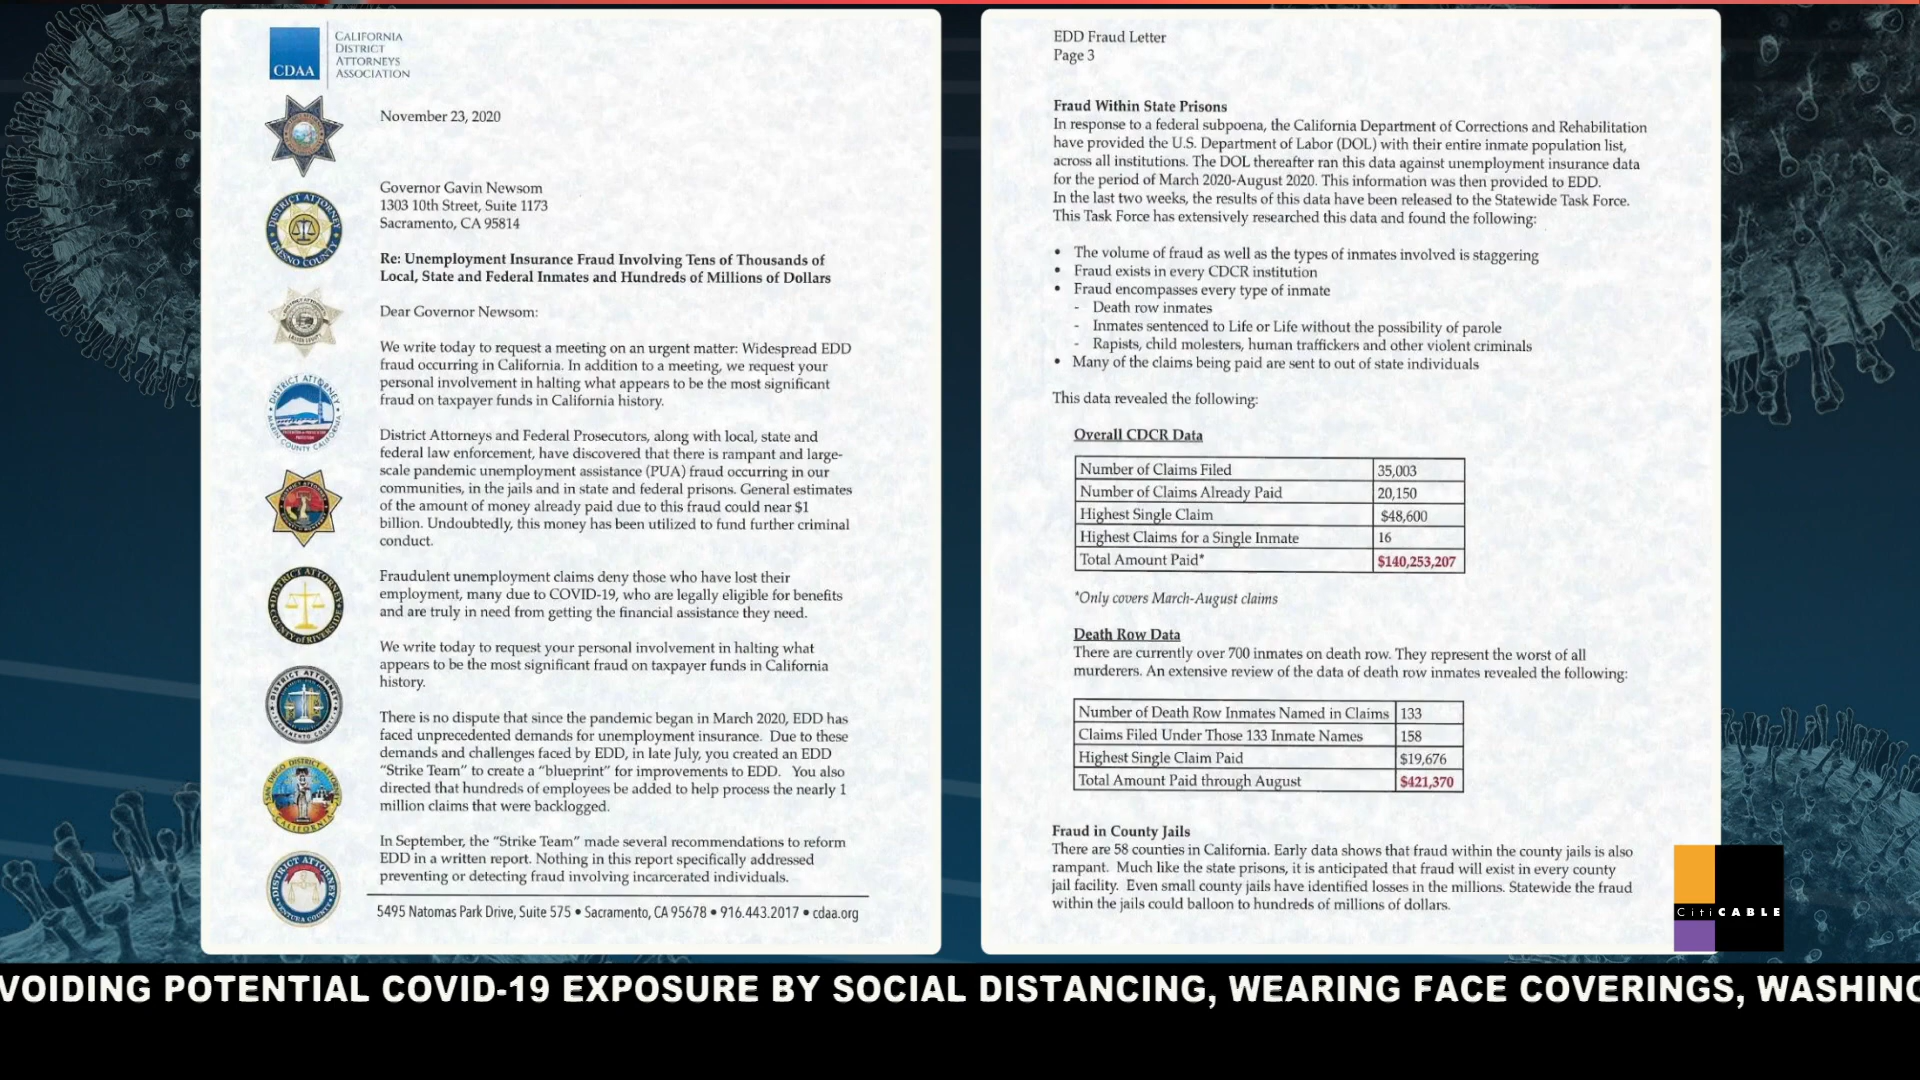 CDAA
CALIFORNIA
DISTRICT
ATTORNEYS
ASSOCIATION
November 23, 2020
Governor Gavin Newsom
1303 10th Street, Suite 1173
Sacramento, CA 95814
Re: Unemployment Insurance Fraud Involving Tens of Thousands of
Local, State and Federal Inmates and Hundreds of Millions of Dollars
Dear Governor Newsom:
We write today to request a meeting on an urgent matter: Widespread EDD
fraud occurring in California. In addition to a meeting, we request your
personal involvement in halting what appears to be the most significant
fraud on taxpayer funds in California history.
District Attorneys and Federal Prosecutors, along with local, state and
federal law enforcement, have discovered that there is rampant and large-
scale pandemic unemployment assistance (PUA) fraud occurring in our
communities, in the jails and in state and federal prisons. General estimates
of the amount of money already paid due to this fraud could near $1
billion. Undoubtedly, this money has been utilized to fund further criminal
conduct.
Fraudulent unemployment claims deny those who have lost their
employment, many due to COVID-19, who are legally eligible for benefits
and are truly in need from getting the financial assistance they need.
We write today to request your personal involvement in halting what
appears to be the most significant fraud on taxpayer funds in California
history.
There is no dispute that since the pandemic began in March 2020, EDD has
faced unprecedented demands for unemployment insurance. Due to these
demands and challenges faced by EDD, in late July, you created an EDD
"Strike Team" to create a "blueprint" for improvements to EDD. You also
directed that hundreds of employees be added to help process the nearly 1
million claims that were backlogged.
In September, the "Strike Team" made several recommendations to reform
EDD in a written report. Nothing in this report specifically addressed
preventing or detecting fraud involving incarcerated individuals.
5495 Natomas Park Drive, Suite 575 • Sacramento, CA 95678 • 916.443.2017 • cdaa.org
DISTRICT ATTORNEY
FRESNO COUNTY
DISTRICT ATTORNEY
MARIN COUNTY CALIFORNIA
DISTRICT ATTORNEY
COUNTY of RIVERSIDE
DISTRICT ATTORNEY
SACRAMENTO COUNTY
SAN DIEGO DISTRICT ATTORNEY
CALIFORNIA
DISTRICT ATTORNEY
VENTURA COUNTY
EDD Fraud Letter
Page 3
Fraud Within State Prisons
In response to a federal subpoena, the California Department of Corrections and Rehabilitation
have provided the U.S. Department of Labor (DOL) with their entire inmate population list,
across all institutions. The DOL thereafter ran this data against unemployment insurance data
for the period of March 2020-August 2020. This information was then provided to EDD.
In the last two weeks, the results of this data have been released to the Statewide Task Force.
This Task Force has extensively researched this data and found the following:
• The volume of fraud as well as the types of inmates involved is staggering
• Fraud exists in every CDCR institution
• Fraud encompasses every type of inmate
- Death row inmates
- Inmates sentenced to Life or Life without the possibility of parole
- Rapists, child molesters, human traffickers and other violent criminals
• Many of the claims being paid are sent to out of state individuals
This data revealed the following:
Overall CDCR Data
Number of Claims Filed 35,003
Number of Claims Already Paid 20,150
Highest Single Claim $48,600
Highest Claims for a Single Inmate 16
Total Amount Paid* $140,253,207
*Only covers March-August claims
Death Row Data
There are currently over 700 inmates on death row. They represent the worst of all
murderers. An extensive review of the data of death row inmates revealed the following:
Number of Death Row Inmates Named in Claims 133
Claims Filed Under Those 133 Inmate Names 158
Highest Single Claim Paid $19,676
Total Amount Paid through August $421,370
Fraud in County Jails
There are 58 counties in California. Early data shows that fraud within the county jails is also
rampant. Much like the state prisons, it is anticipated that fraud will exist in every county
jail facility. Even small county jails have identified losses in the millions. Statewide the fraud
within the jails could balloon to hundreds of millions of dollars.
CitiCABLE
VOIDING POTENTIAL COVID-19 EXPOSURE BY SOCIAL DISTANCING, WEARING FACE COVERINGS, WASHING